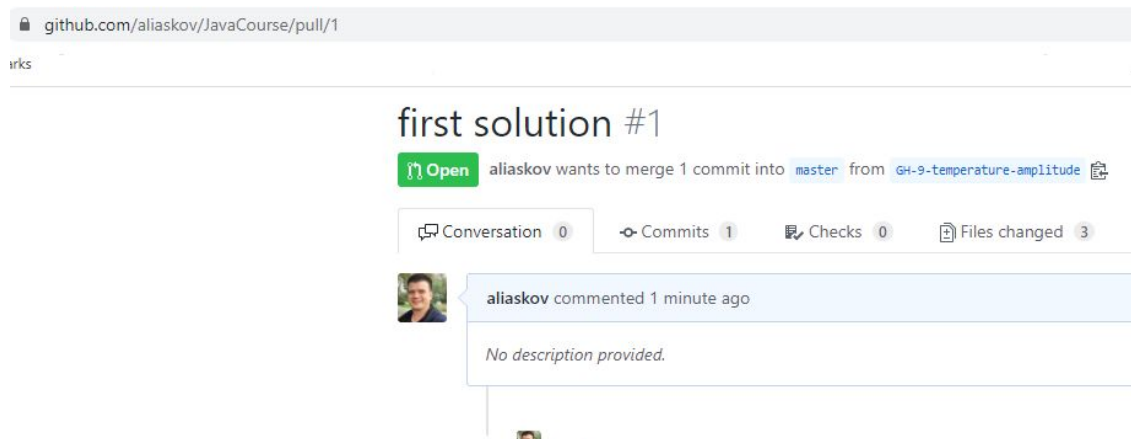 github.com/aliaskov/JavaCourse/pull/1
arks
first solution #1
Open aliaskov wants to merge 1 commit into master from GH-9-temperature-amplitude
Conversation 0 Commits 1 Checks 0 Files changed 3
aliaskov commented 1 minute ago
No description provided.